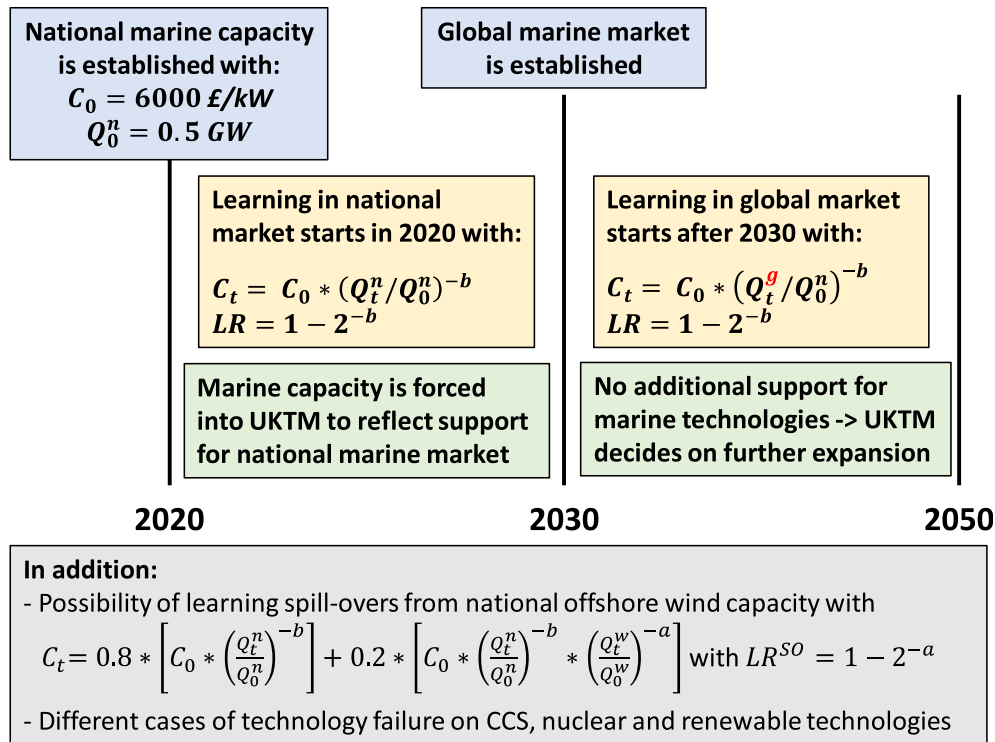 National marine capacity
is established with:
C₀ = 6000 £/kW
Q₀ⁿ = 0.5 GW
Global marine market
is established
Learning in national
market starts in 2020 with:
Cₜ = C₀ * (Qₜⁿ/Q₀ⁿ)⁻ᵇ
LR = 1 − 2⁻ᵇ
Learning in global market
starts after 2030 with:
Cₜ = C₀ * (Qₜᵍ/Q₀ⁿ)⁻ᵇ
LR = 1 − 2⁻ᵇ
Marine capacity is forced
into UKTM to reflect support
for national marine market
No additional support for
marine technologies -> UKTM
decides on further expansion
2020 2030 2050
In addition:
- Possibility of learning spill-overs from national offshore wind capacity with
Cₜ = 0.8 * [C₀ * (Qₜⁿ/Q₀ⁿ)⁻ᵇ] + 0.2 * [C₀ * (Qₜⁿ/Q₀ⁿ)⁻ᵇ * (Qₜʷ/Q₀ʷ)⁻ᵃ] with LRˢᴼ = 1 − 2⁻ᵃ
- Different cases of technology failure on CCS, nuclear and renewable technologies